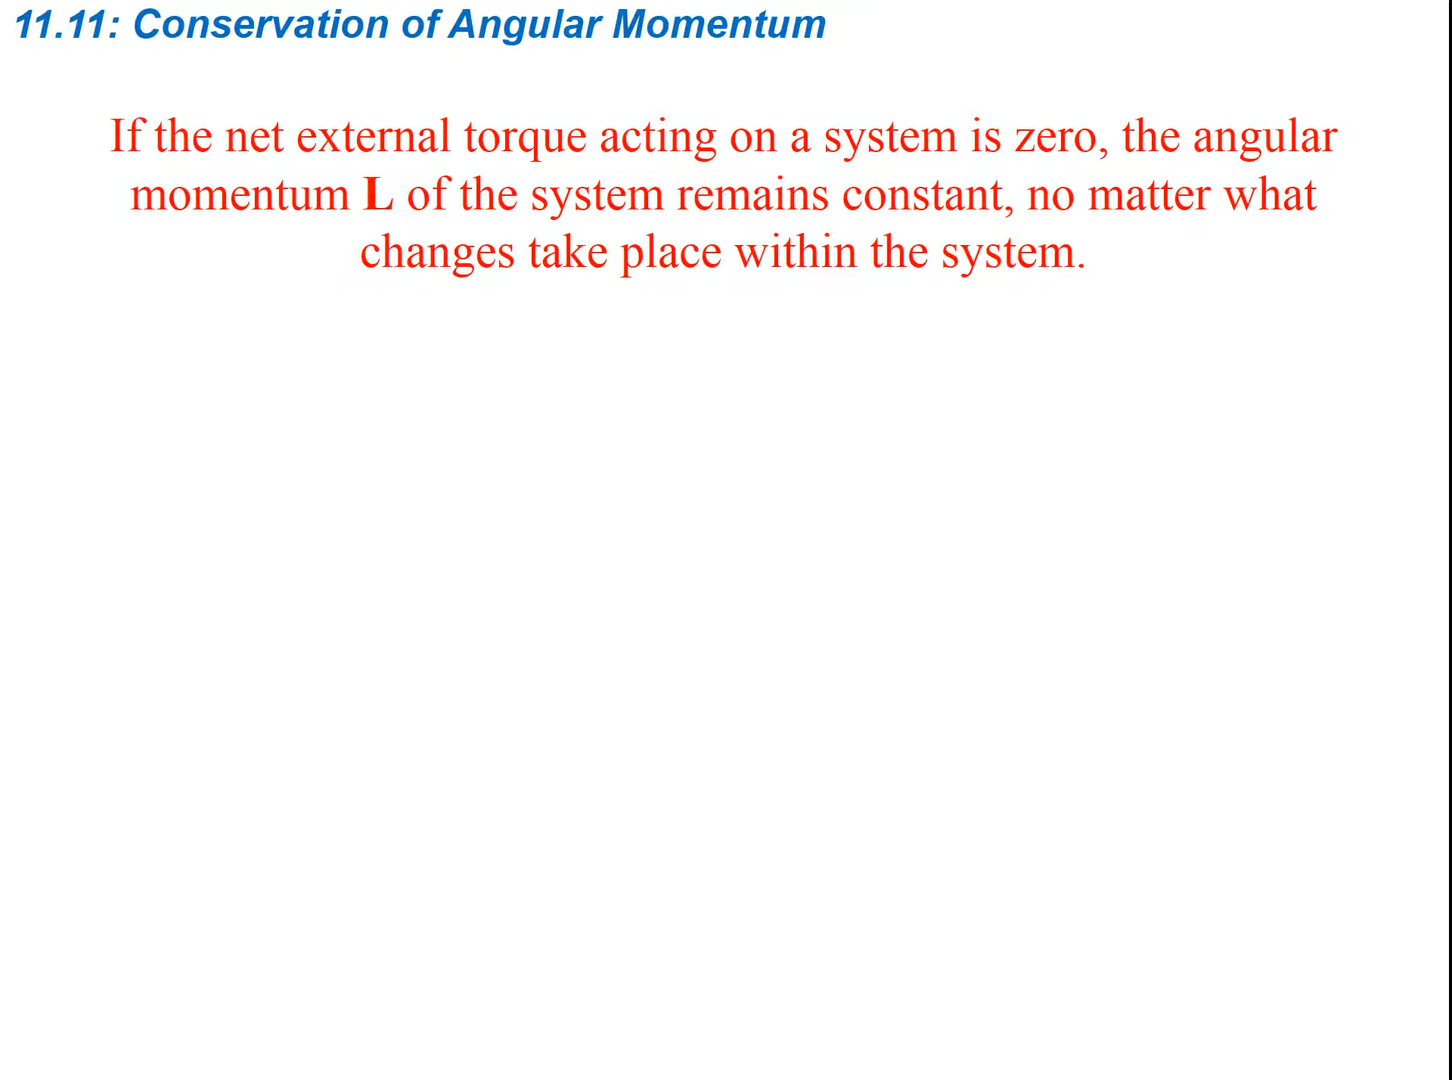 11.11: Conservation of Angular Momentum
If the net external torque acting on a system is zero, the angular
momentum L of the system remains constant, no matter what
changes take place within the system.